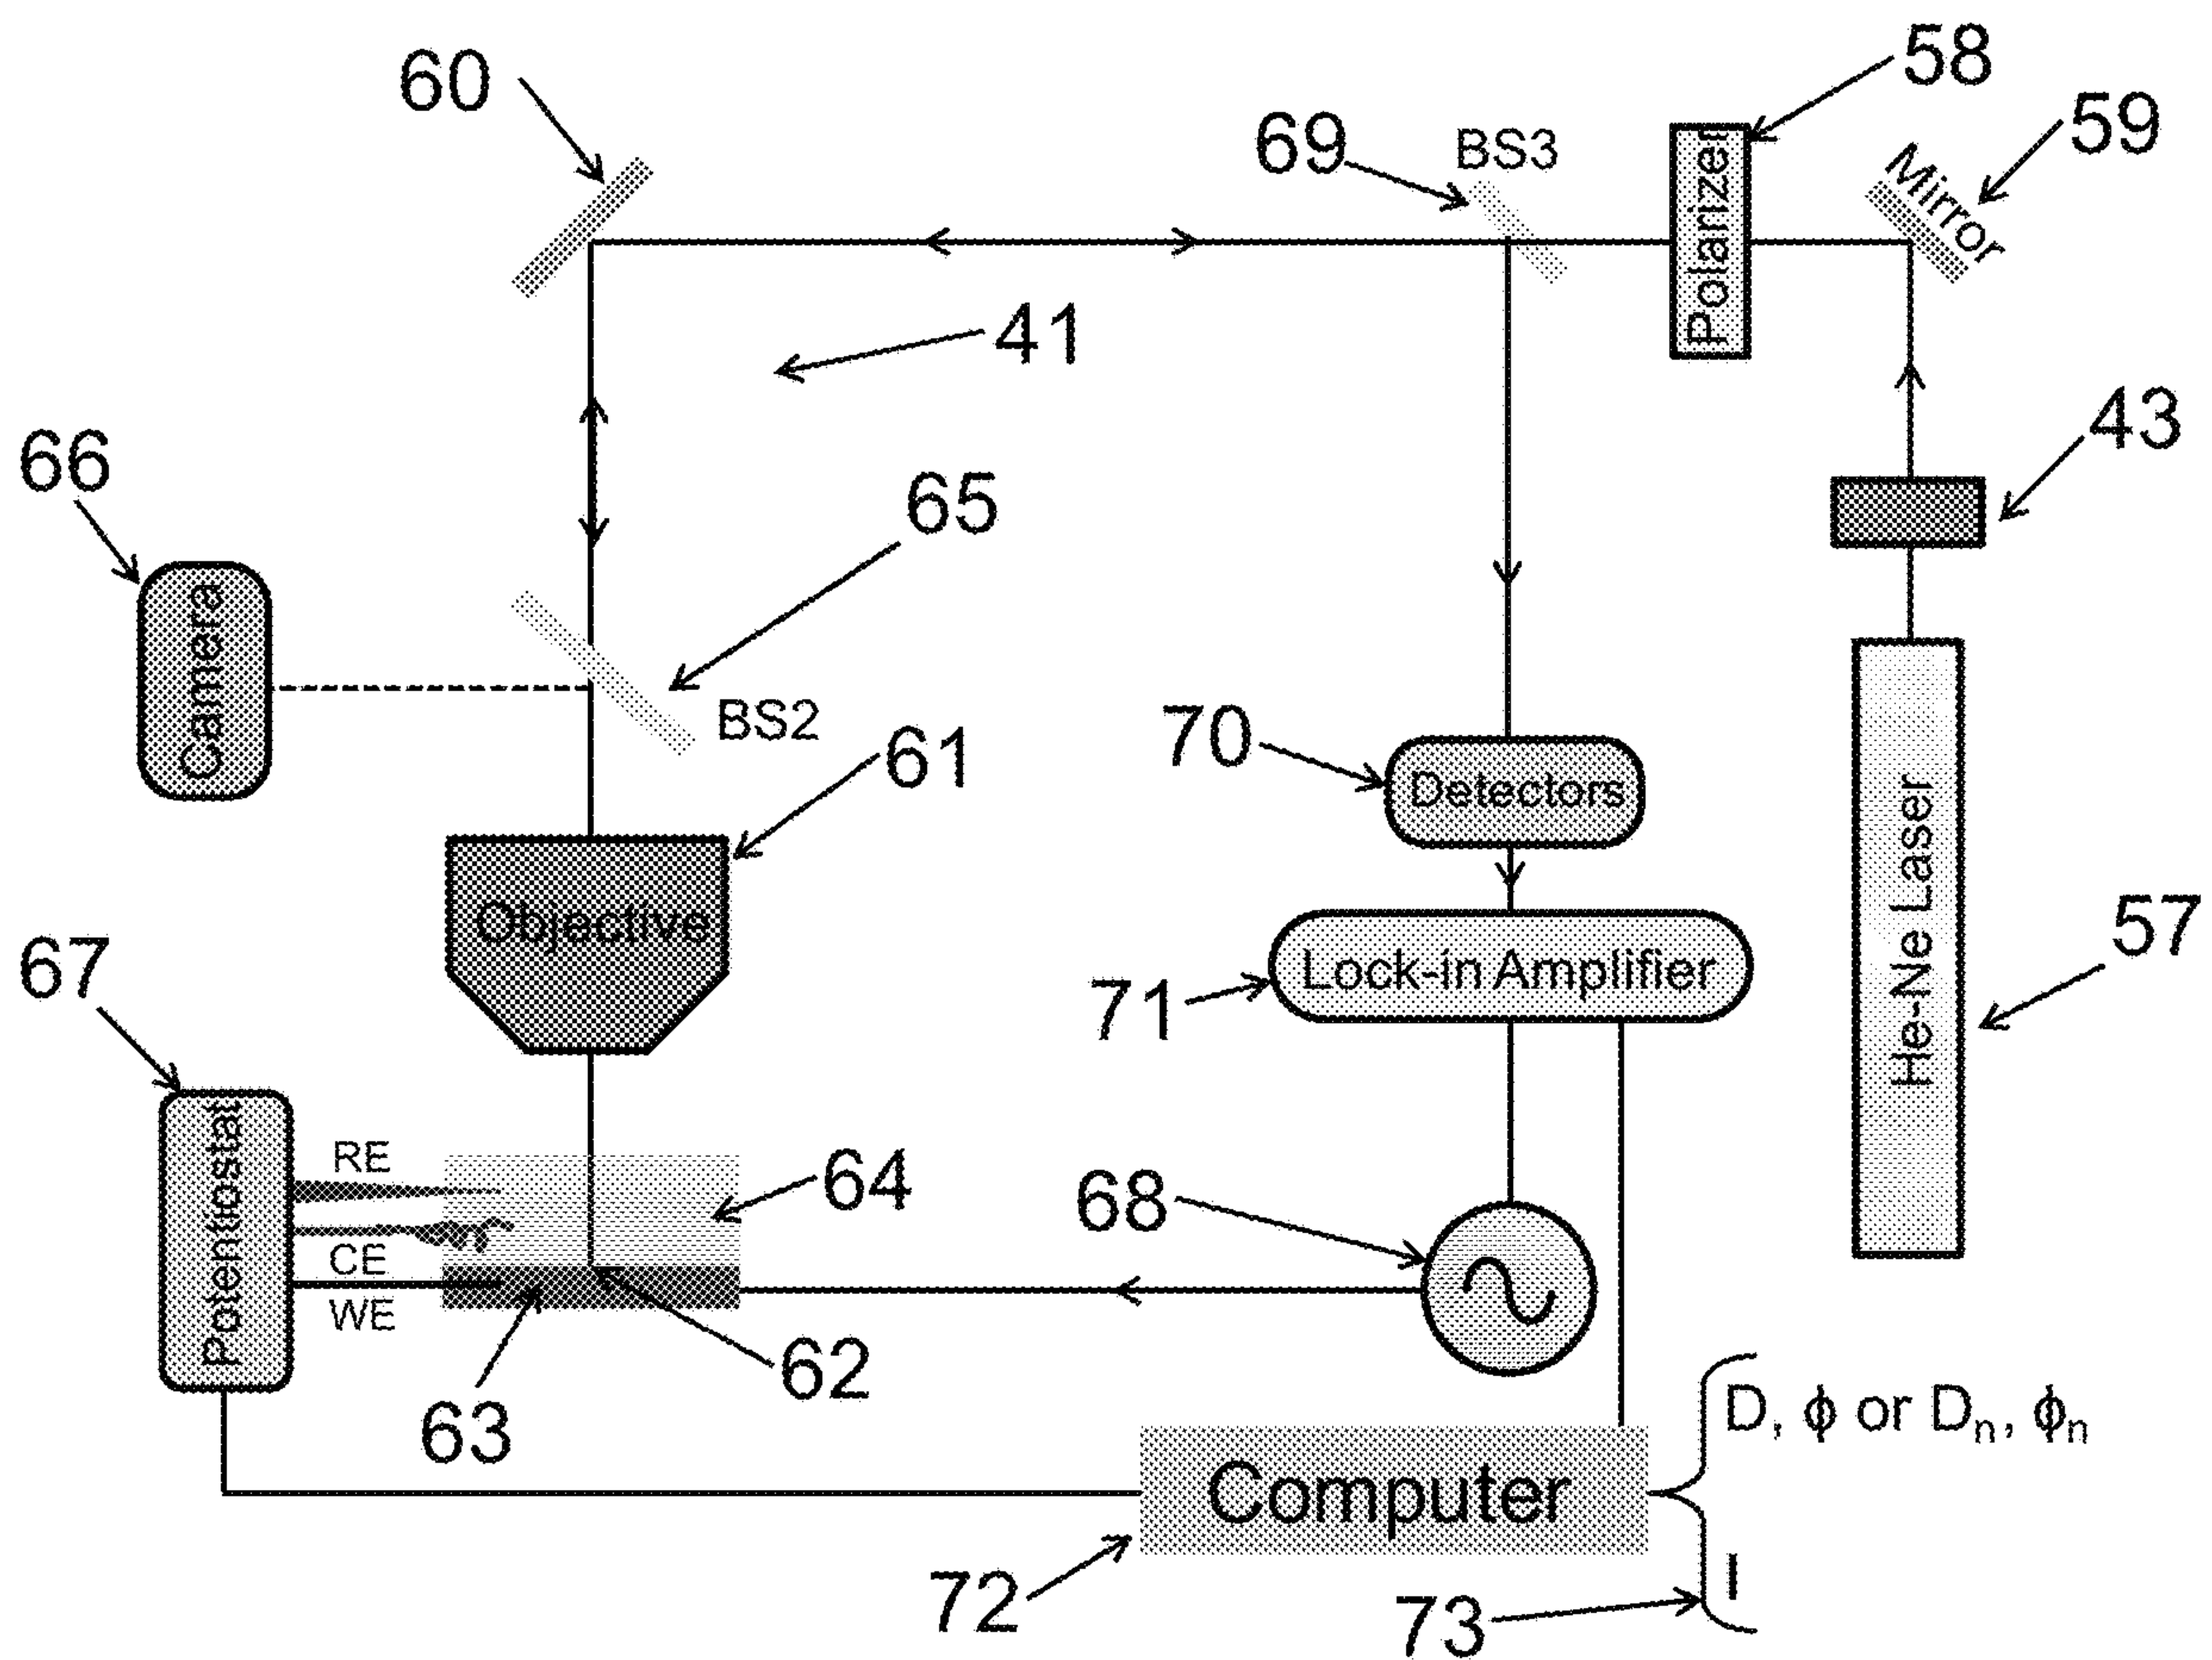 60
58
59
69
BS3
Mirror
Polarizer
41
43
66
65
Camera
BS2
61
70
Detectors
He-Ne Laser
57
Objective
67
71
Lock-in Amplifier
Potentiostat
RE
64
68
CE
WE
62
63
D, ϕ or Dₙ, ϕₙ
Computer
I
72
73